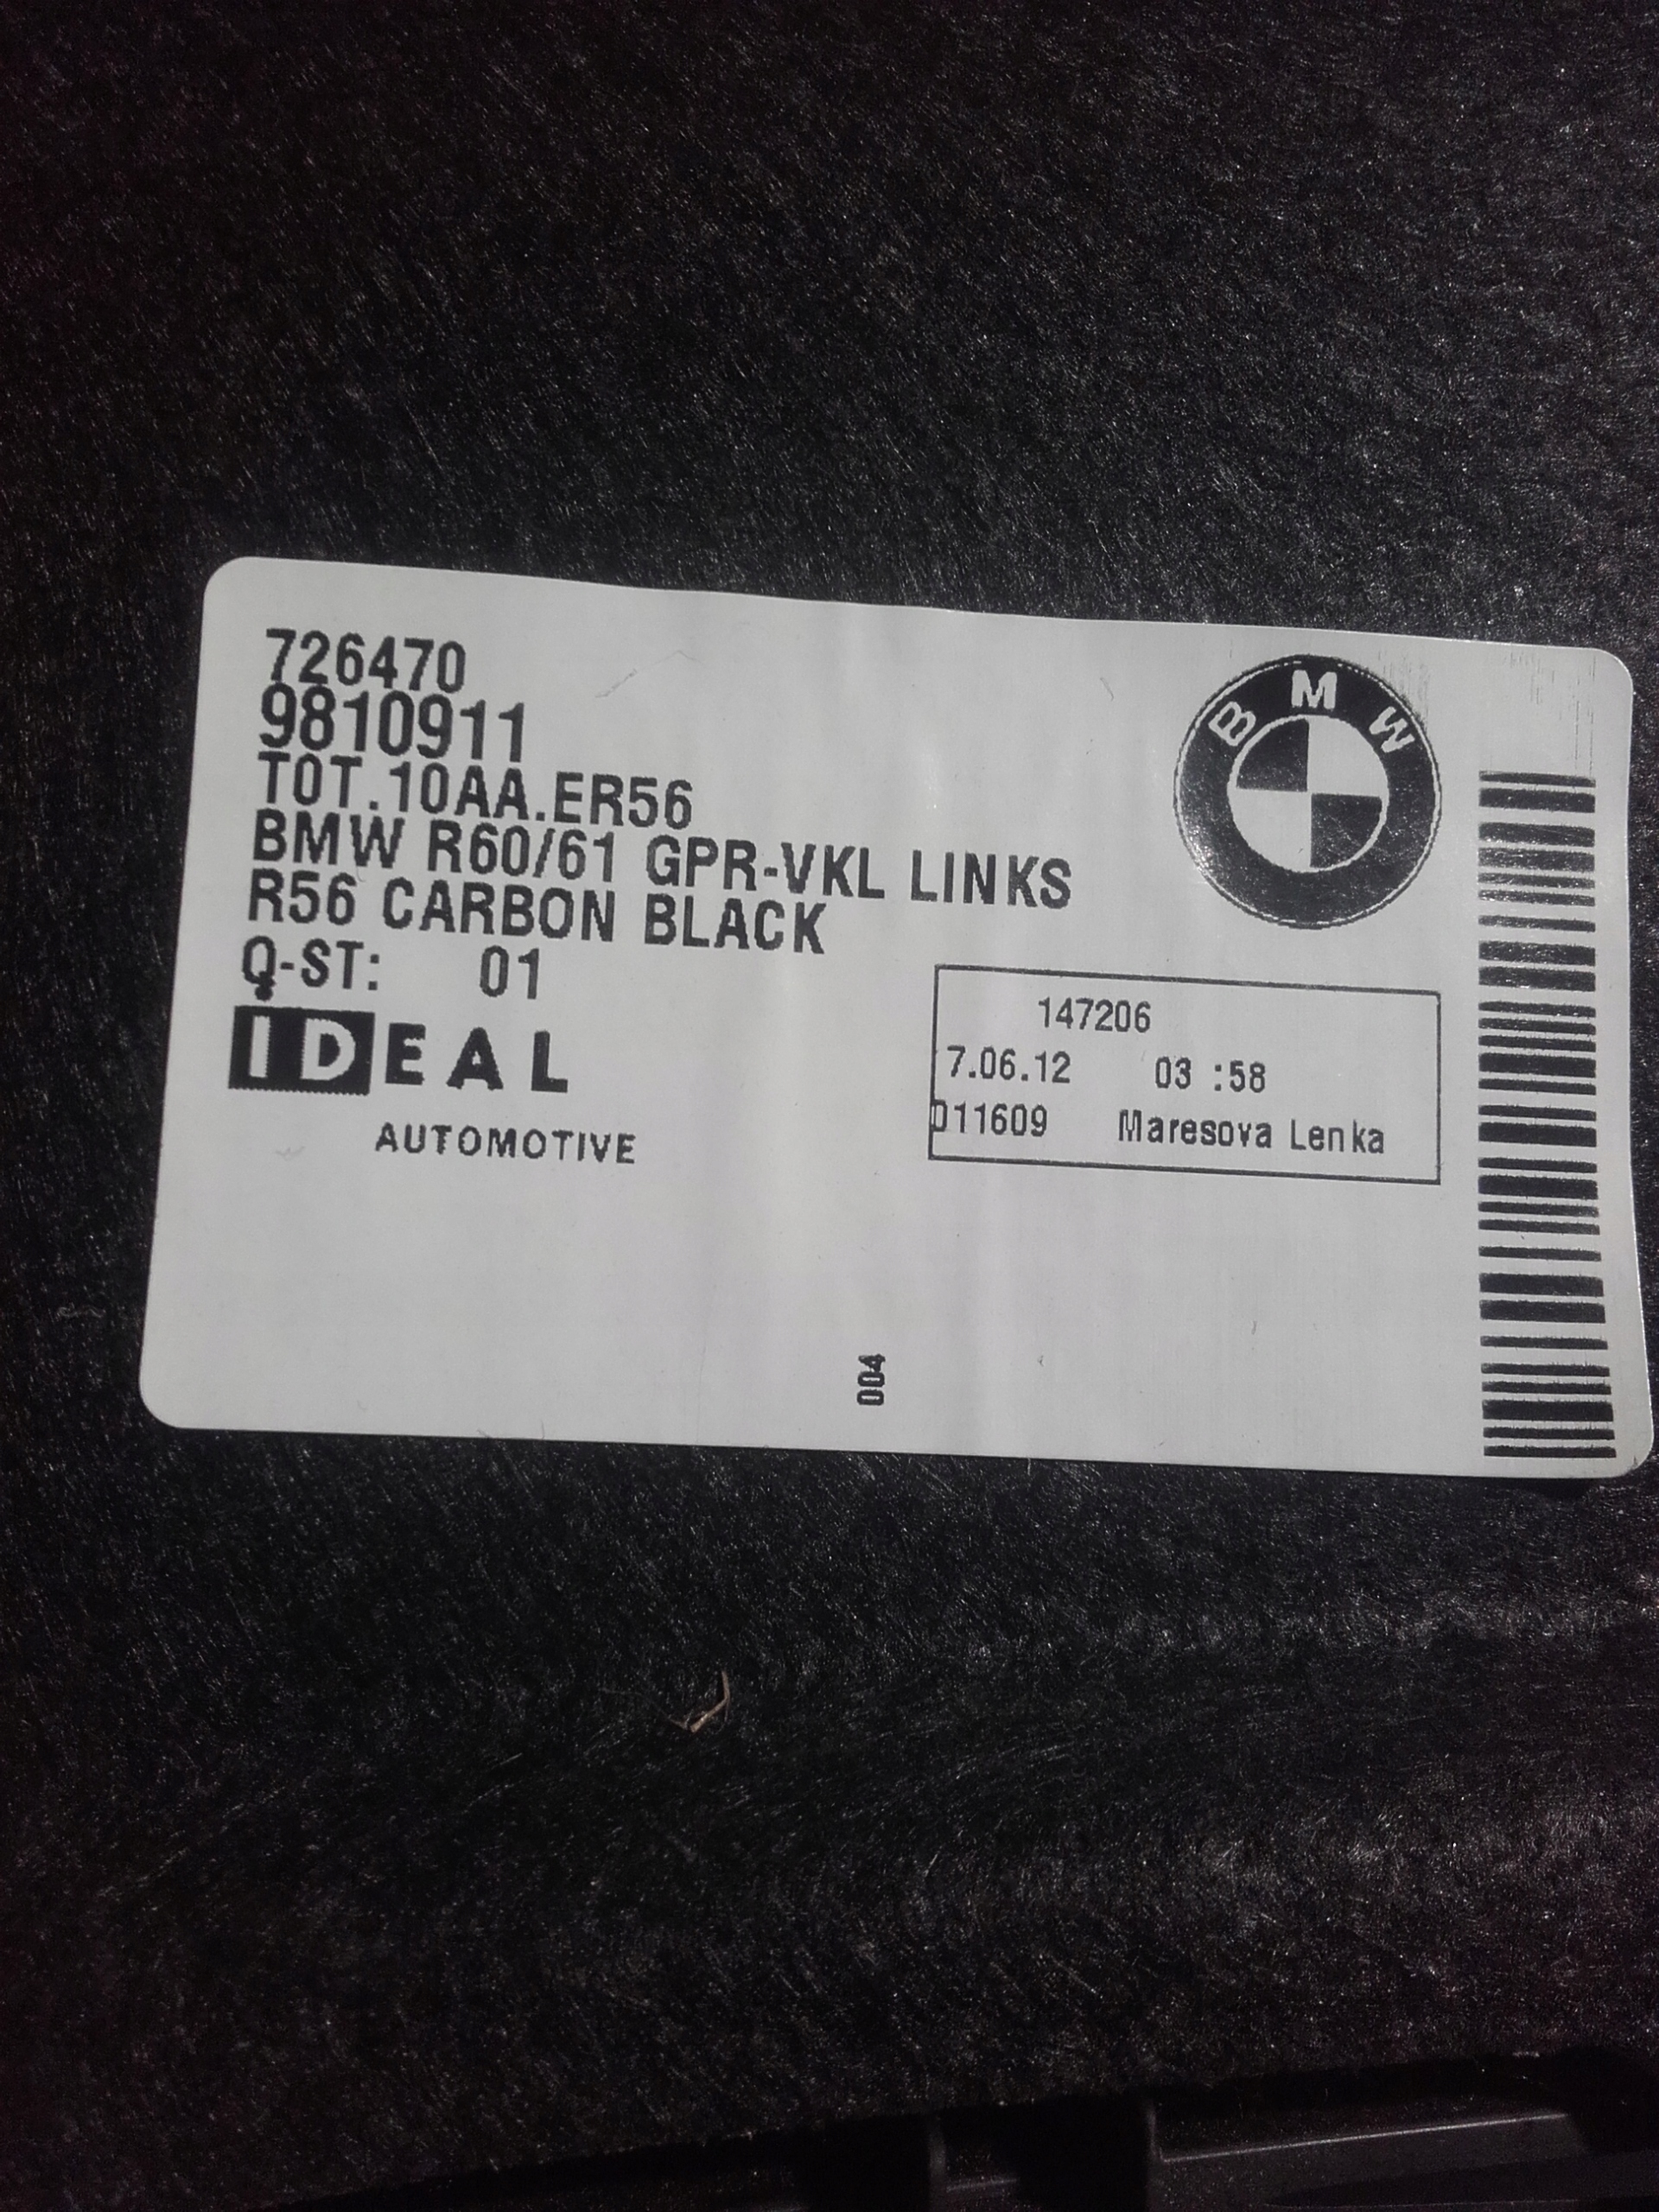 726470
9810911
TOT.10AA.ER56
BMW R60/61 GPR-VKL LINKS
R56 CARBON BLACK
Q-ST: 01
IDEAL
AUTOMOTIVE
BMW
147206
7.06.12 03 :58
011609 Maresova Lenka
004